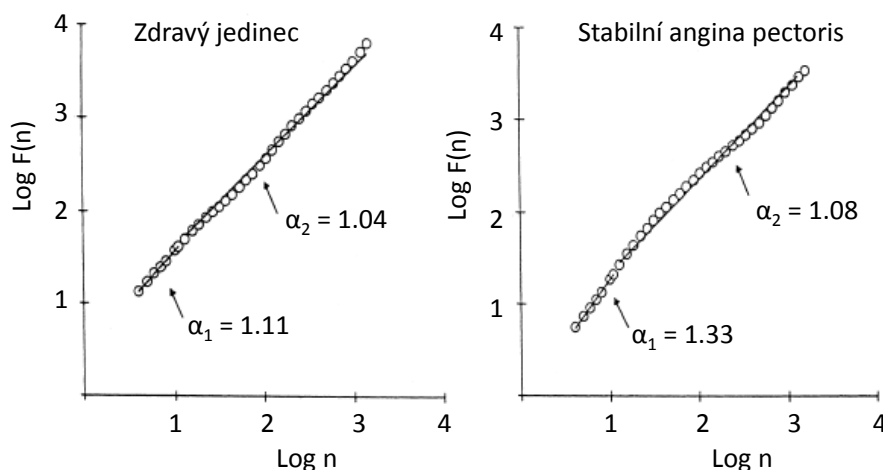 Zdravý jedinec
4
3
2
1
Log F(n)
α₂ = 1.04
α₁ = 1.11
1
2
3
4
Log n
Stabilní angina pectoris
4
3
2
1
Log F(n)
α₂ = 1.08
α₁ = 1.33
1
2
3
4
Log n